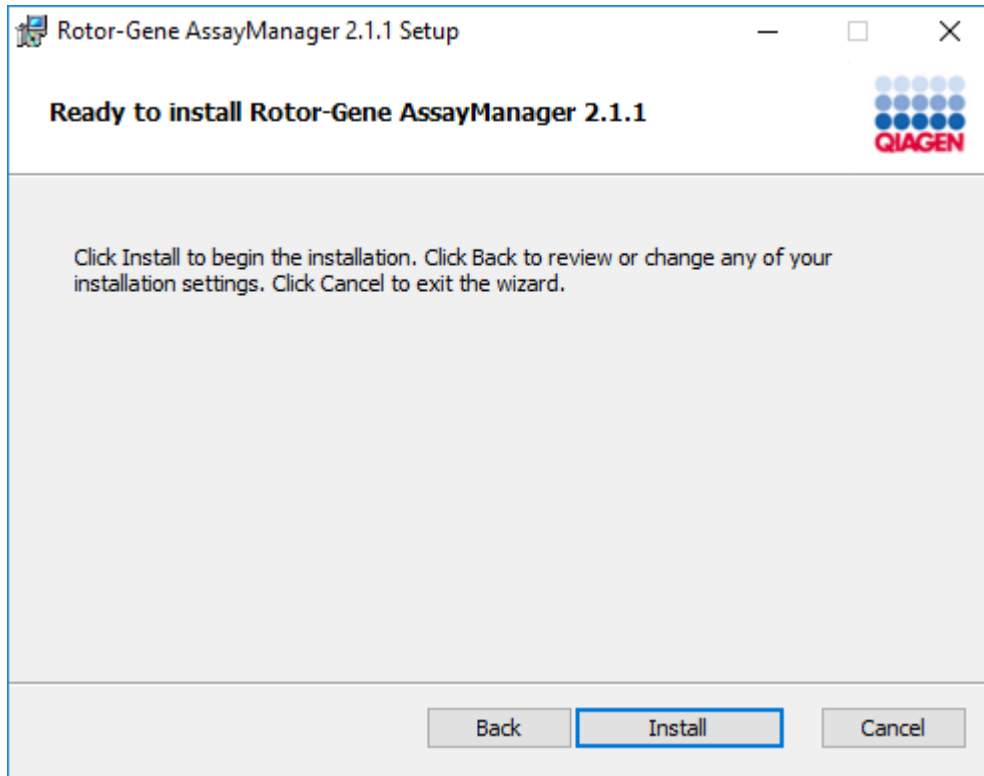 Rotor-Gene AssayManager 2.1.1 Setup
Ready to install Rotor-Gene AssayManager 2.1.1
QIAGEN
Click Install to begin the installation. Click Back to review or change any of your
installation settings. Click Cancel to exit the wizard.
Back
Install
Cancel